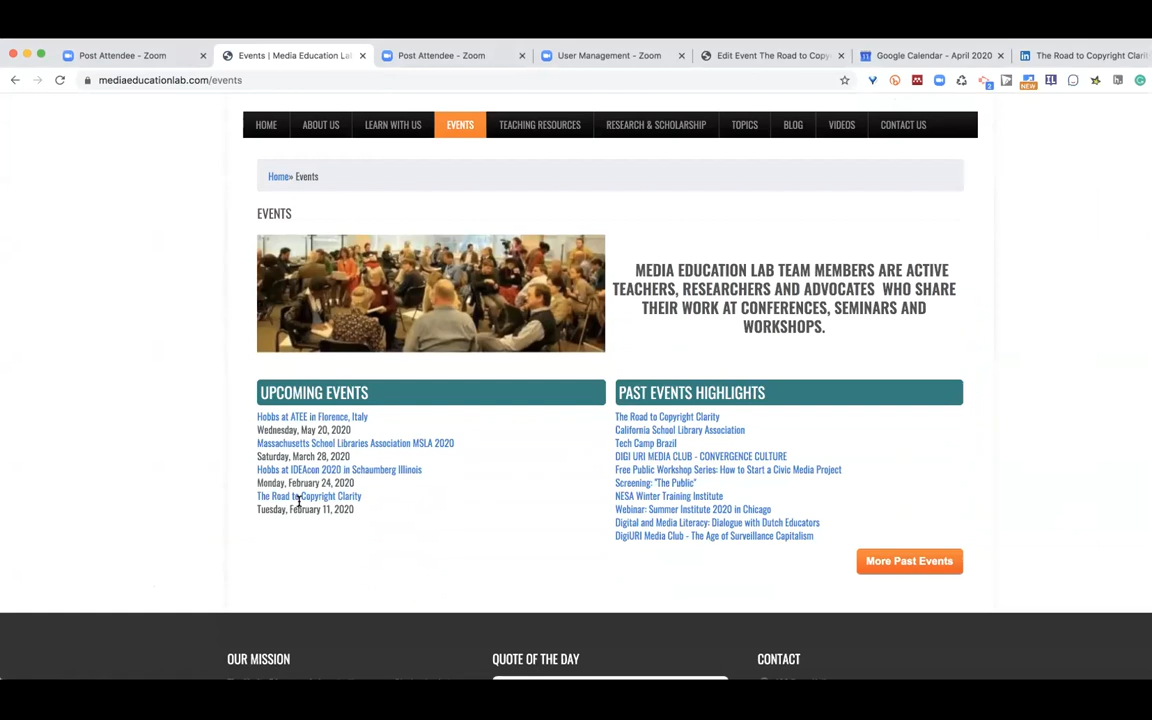 Post Attendee - Zoom
Events | Media Education La
Post Attendee - Zoom
User Management - Zoom
Edit Event The Road to Copy
Google Calendar - April 2020
The Road to Copyright Clarit
mediaeducationlab.com/events
2
NEW
HOME
ABOUT US
LEARN WITH US
EVENTS
TEACHING RESOURCES
RESEARCH & SCHOLARSHIP
TOPICS
BLOG
VIDEOS
CONTACT US
Home» Events
EVENTS
MEDIA EDUCATION LAB TEAM MEMBERS ARE ACTIVE
TEACHERS, RESEARCHERS AND ADVOCATES WHO SHARE
THEIR WORK AT CONFERENCES, SEMINARS AND
WORKSHOPS.
UPCOMING EVENTS
Hobbs at ATEE in Florence, Italy
Wednesday, May 20, 2020
Massachusetts School Libraries Association MSLA 2020
Saturday, March 28, 2020
Hobbs at IDEAcon 2020 in Schaumberg Illinois
Monday, February 24, 2020
The Road to Copyright Clarity
Tuesday, February 11, 2020
PAST EVENTS HIGHLIGHTS
The Road to Copyright Clarity
California School Library Association
Tech Camp Brazil
DIGI URI MEDIA CLUB - CONVERGENCE CULTURE
Free Public Workshop Series: How to Start a Civic Media Project
Screening: "The Public"
NESA Winter Training Institute
Webinar: Summer Institute 2020 in Chicago
Digital and Media Literacy: Dialogue with Dutch Educators
DigiURI Media Club - The Age of Surveillance Capitalism
More Past Events
OUR MISSION
QUOTE OF THE DAY
CONTACT